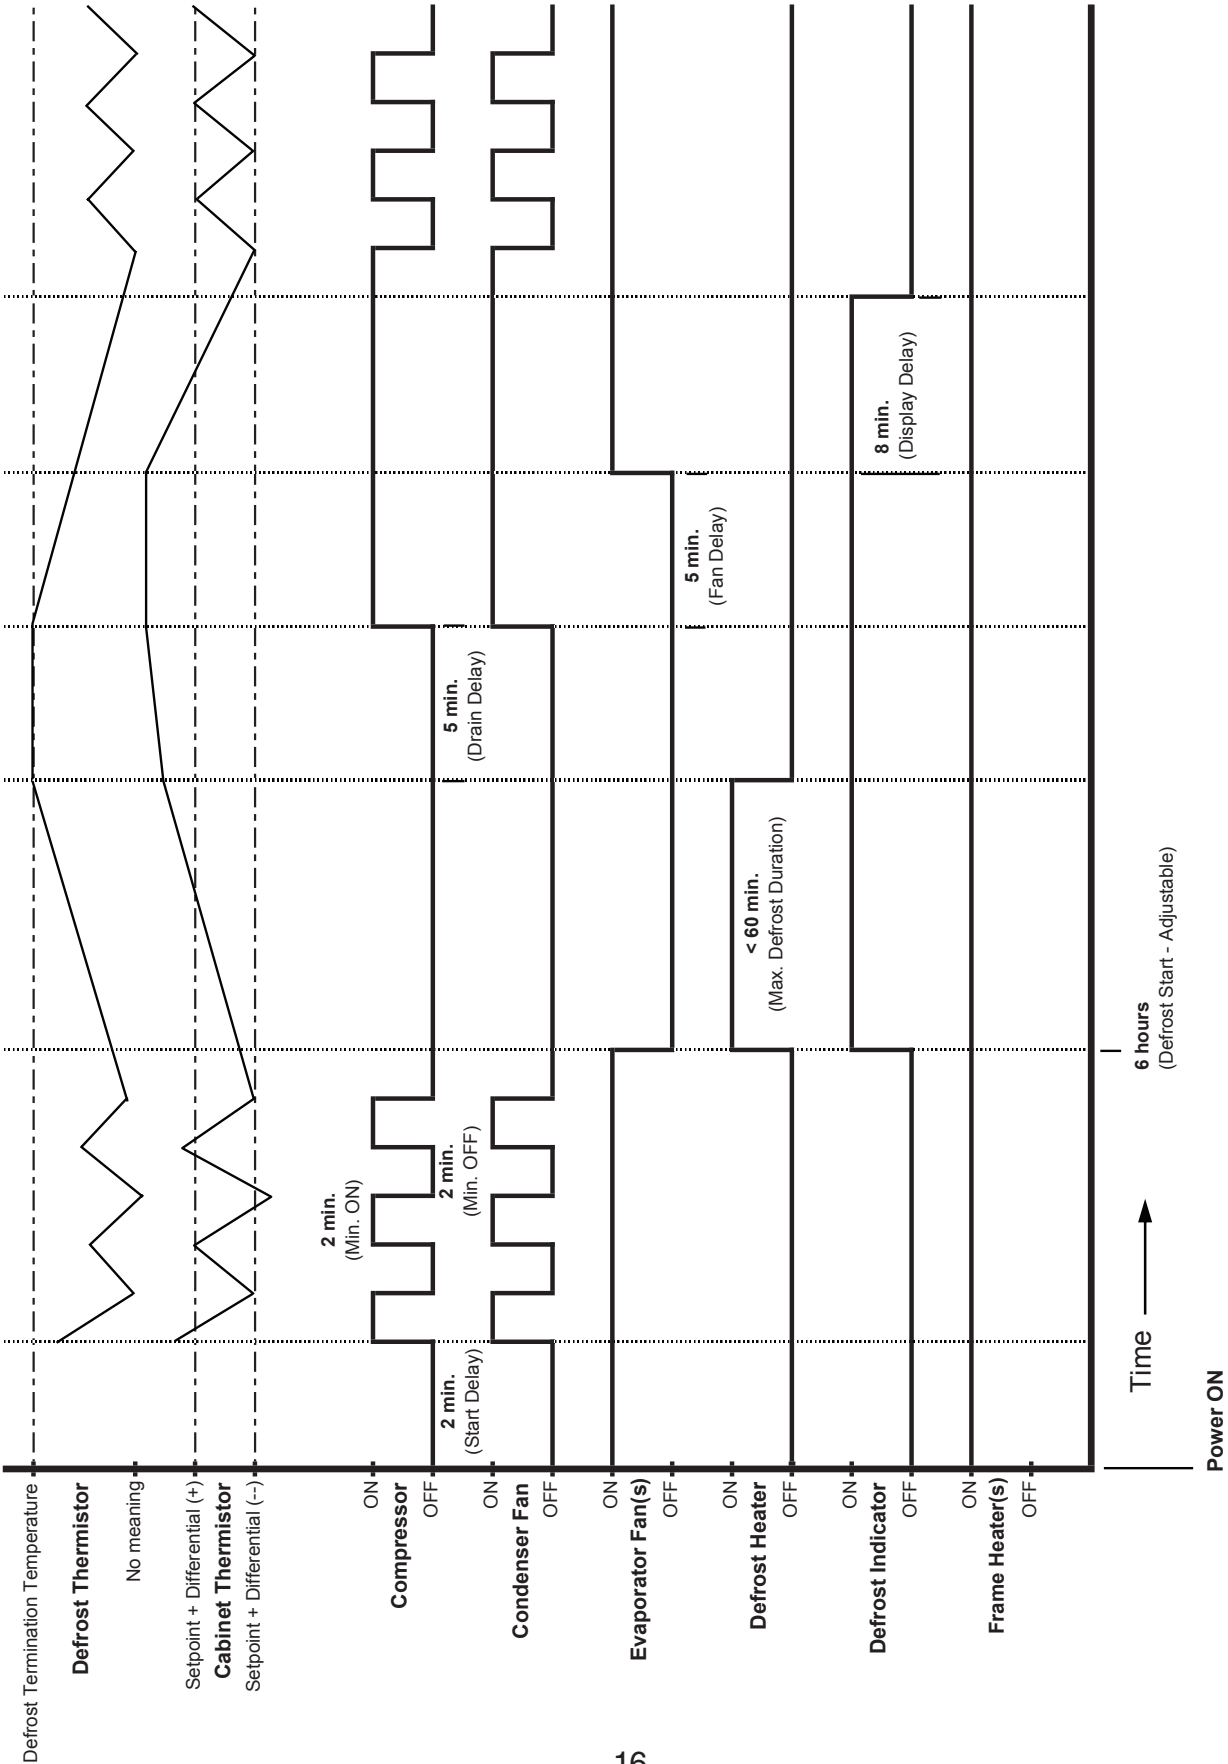 Defrost Termination Temperature
Defrost Thermistor
No meaning
Setpoint + Differential (+)
Cabinet Thermistor
Setpoint + Differential (--)
ON
Compressor
OFF
ON
Condenser Fan
OFF
ON
Evaporator Fan(s)
OFF
ON
Defrost Heater
OFF
ON
Defrost Indicator
OFF
ON
Frame Heater(s)
OFF
2 min.
(Start Delay)
2 min.
(Min. ON)
2 min.
(Min. OFF)
5 min.
(Drain Delay)
5 min.
(Fan Delay)
< 60 min.
(Max. Defrost Duration)
8 min.
(Display Delay)
Time
6 hours
(Defrost Start - Adjustable)
Power ON
16